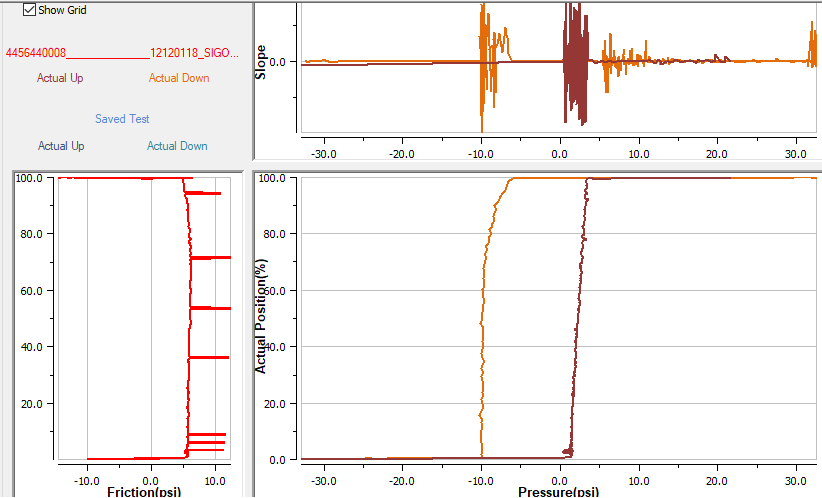 Show Grid
4456440008______________12120118_SIGO...
Actual Up Actual Down
Saved Test
Actual Up Actual Down
Slope
0.0
-30.0 -20.0 -10.0 0.0 10.0 20.0 30.0
100.0
80.0
60.0
40.0
20.0
-10.0 0.0 10.0
Friction(psi)
Actual Position(%)
100.0
80.0
60.0
40.0
20.0
0.0
-30.0 -20.0 -10.0 0.0 10.0 20.0 30.0
Pressure(psi)